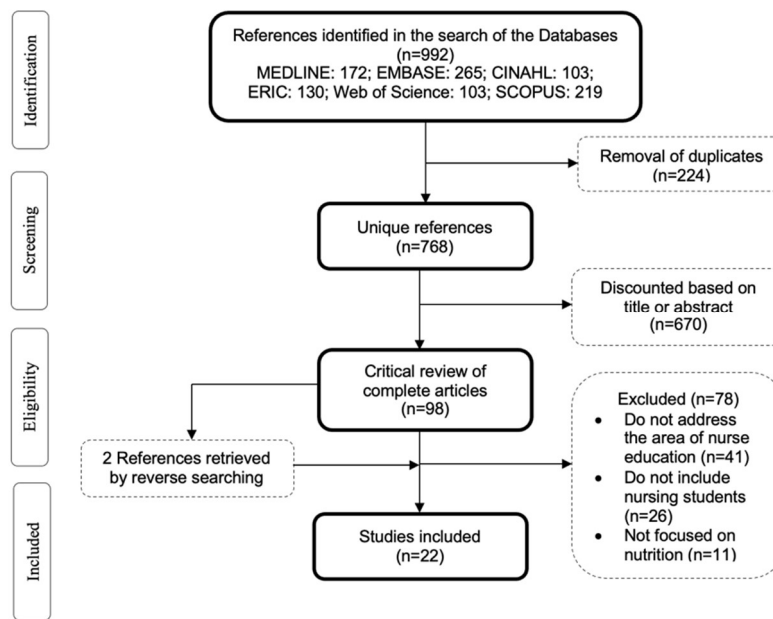 Identification
References identified in the search of the Databases
(n=992)
MEDLINE: 172; EMBASE: 265; CINAHL: 103;
ERIC: 130; Web of Science: 103; SCOPUS: 219
Removal of duplicates
(n=224)
Screening
Unique references
(n=768)
Discounted based on
title or abstract
(n=670)
Eligibility
Critical review of
complete articles
(n=98)
2 References retrieved
by reverse searching
Excluded (n=78)
• Do not address
the area of nurse
education (n=41)
• Do not include
nursing students
(n=26)
• Not focused on
nutrition (n=11)
Included
Studies included
(n=22)